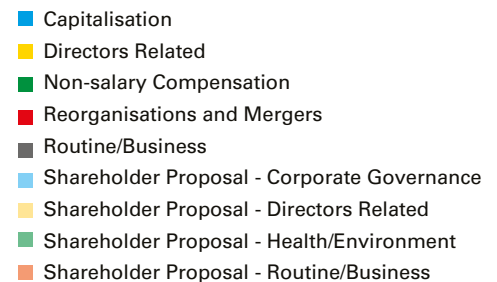 Capitalisation
Directors Related
Non-salary Compensation
Reorganisations and Mergers
Routine/Business
Shareholder Proposal - Corporate Governance
Shareholder Proposal - Directors Related
Shareholder Proposal - Health/Environment
Shareholder Proposal - Routine/Business